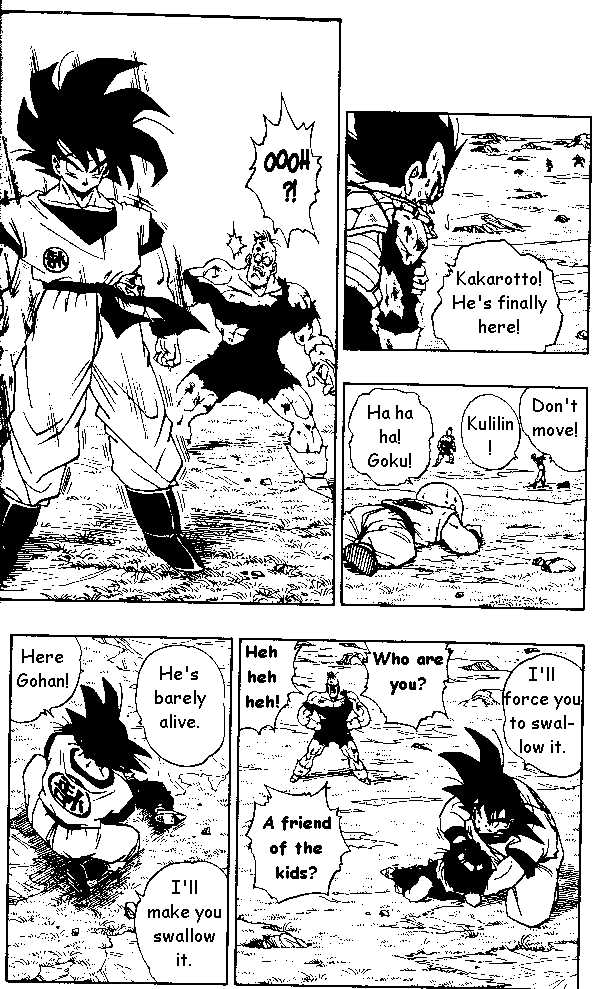 Kakarotto!
He's finally
here!
Don't
move!
Kulilin
!
Ha ha
ha!
Goku!
OOOH
?!
I'll
force you
to swal-
low it.
Who are
you?
Heh
heh
heh!
A friend
of the
kids?
He's
barely
alive.
Here
Gohan!
I'll
make you
swallow
it.